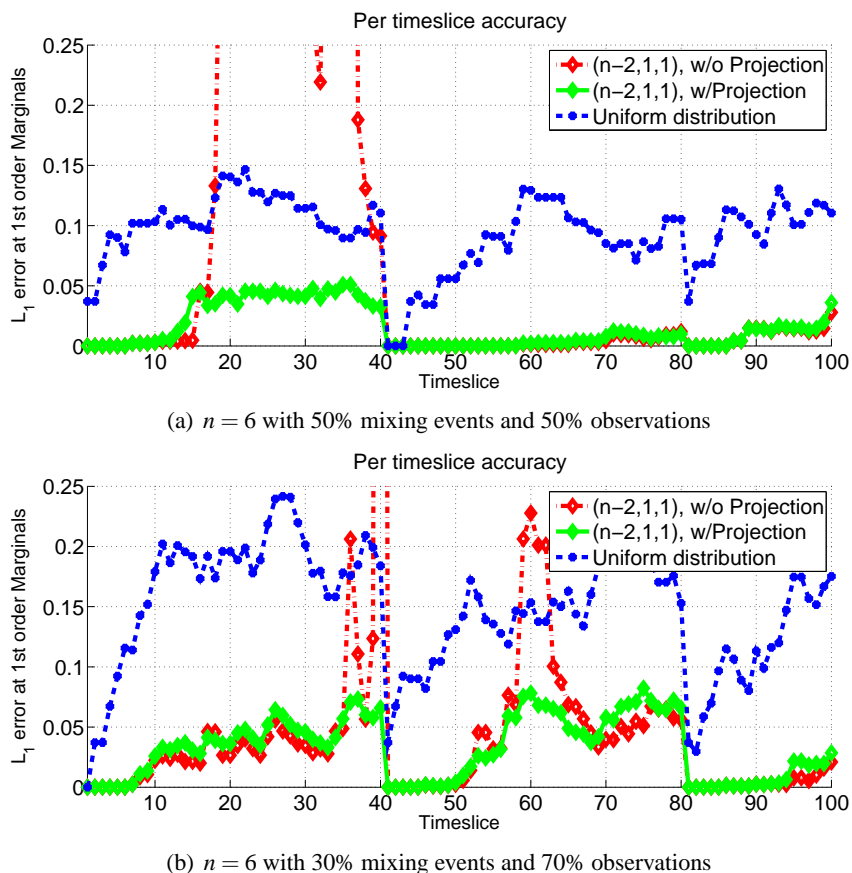 Per timeslice accuracy
0.25
0.2
0.15
0.1
0.05
0
L1 error at 1st order Marginals
(n−2,1,1), w/o Projection
(n−2,1,1), w/Projection
Uniform distribution
10 20 30 40 50 60 70 80 90 100
Timeslice
(a) n = 6 with 50% mixing events and 50% observations
Per timeslice accuracy
0.25
0.2
0.15
0.1
0.05
0
L1 error at 1st order Marginals
(n−2,1,1), w/o Projection
(n−2,1,1), w/Projection
Uniform distribution
10 20 30 40 50 60 70 80 90 100
Timeslice
(b) n = 6 with 30% mixing events and 70% observations